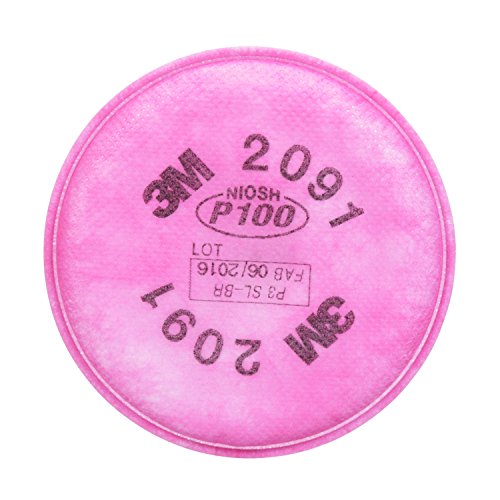 3M 2091
NIOSH
P100
LOT
FAB 06/2016
P3 SL-BR
3M 2091